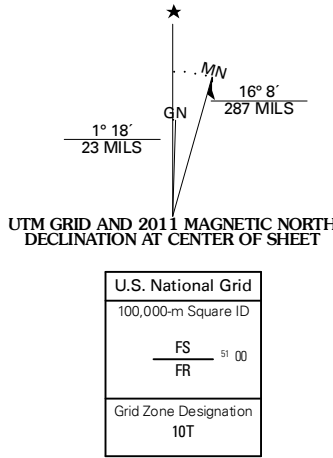 ★
MN
GN
16° 8´
287 MILS
1° 18´
23 MILS
UTM GRID AND 2011 MAGNETIC NORTH
DECLINATION AT CENTER OF SHEET
U.S. National Grid
100,000-m Square ID
FS
51 00
FR
Grid Zone Designation
10T